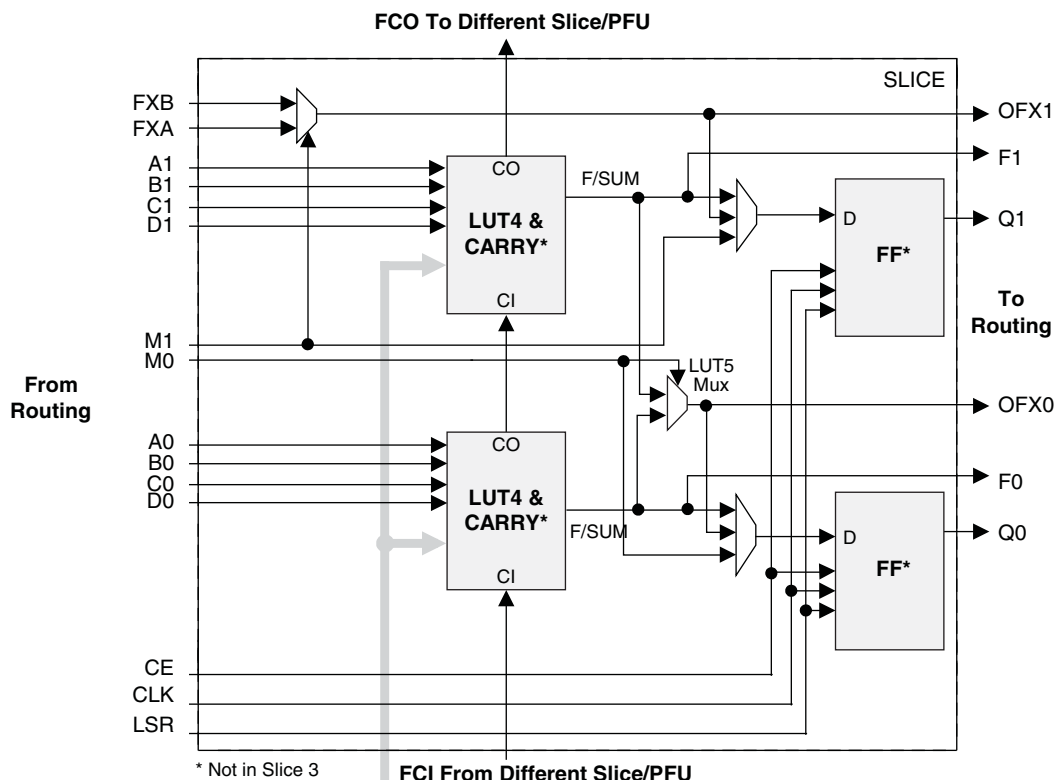 FCO To Different Slice/PFU
SLICE
FXB
FXA
OFX1
F1
A1
B1
C1
D1
CO
LUT4 &
CARRY*
CI
F/SUM
D
FF*
Q1
To
Routing
M1
M0
From
Routing
LUT5
Mux
OFX0
A0
B0
C0
D0
CO
LUT4 &
CARRY*
CI
F/SUM
F0
D
FF*
Q0
CE
CLK
LSR
* Not in Slice 3
FCI From Different Slice/PFU